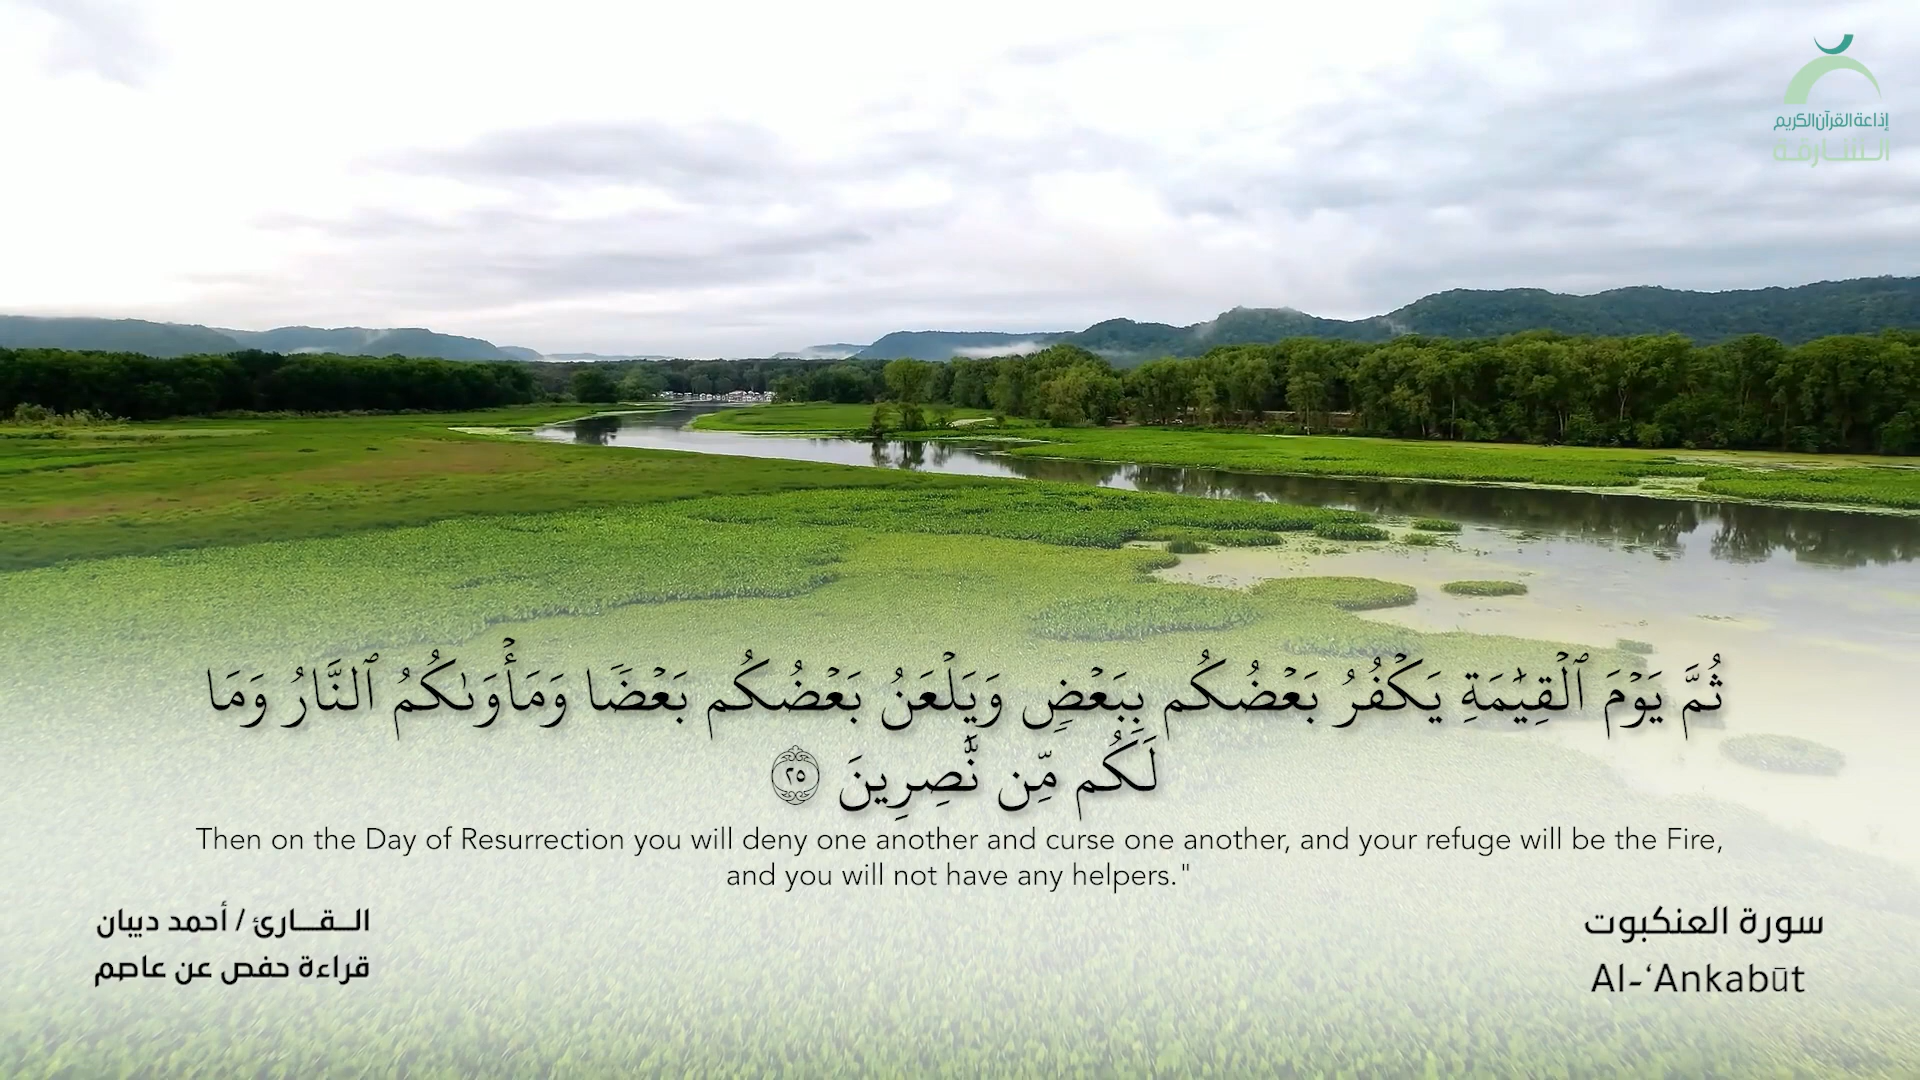 إذاعة القرآن الكريم
الشارقة
ثُمَّ يَوْمَ ٱلْقِيَٰمَةِ يَكْفُرُ بَعْضُكُم بِبَعْضٍ وَيَلْعَنُ بَعْضُكُم بَعْضًا وَمَأْوَىٰكُمُ ٱلنَّارُ وَمَا
لَكُم مِّن نَّٰصِرِينَ ٢٥
Then on the Day of Resurrection you will deny one another and curse one another, and your refuge will be the Fire,
and you will not have any helpers."
سورة العنكبوت
Al-‘Ankabūt
القارئ / أحمد ديبان
قراءة حفص عن عاصم